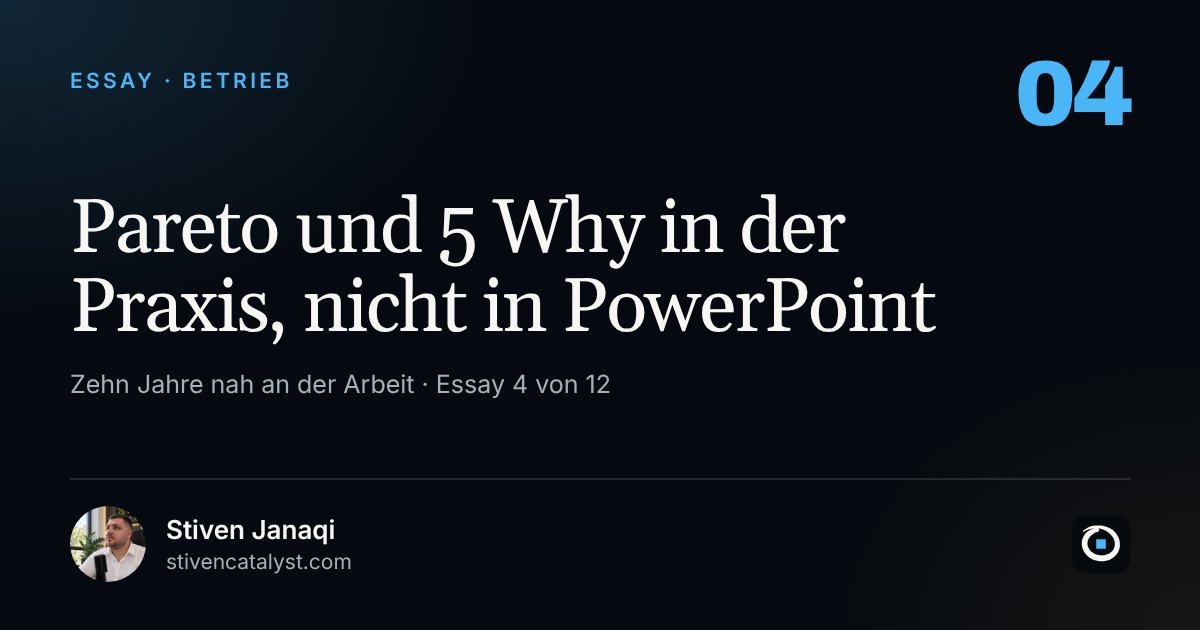 ESSAY · BETRIEB
04
Pareto und 5 Why in der
Praxis, nicht in PowerPoint
Zehn Jahre nah an der Arbeit · Essay 4 von 12
Stiven Janaqi
stivencatalyst.com